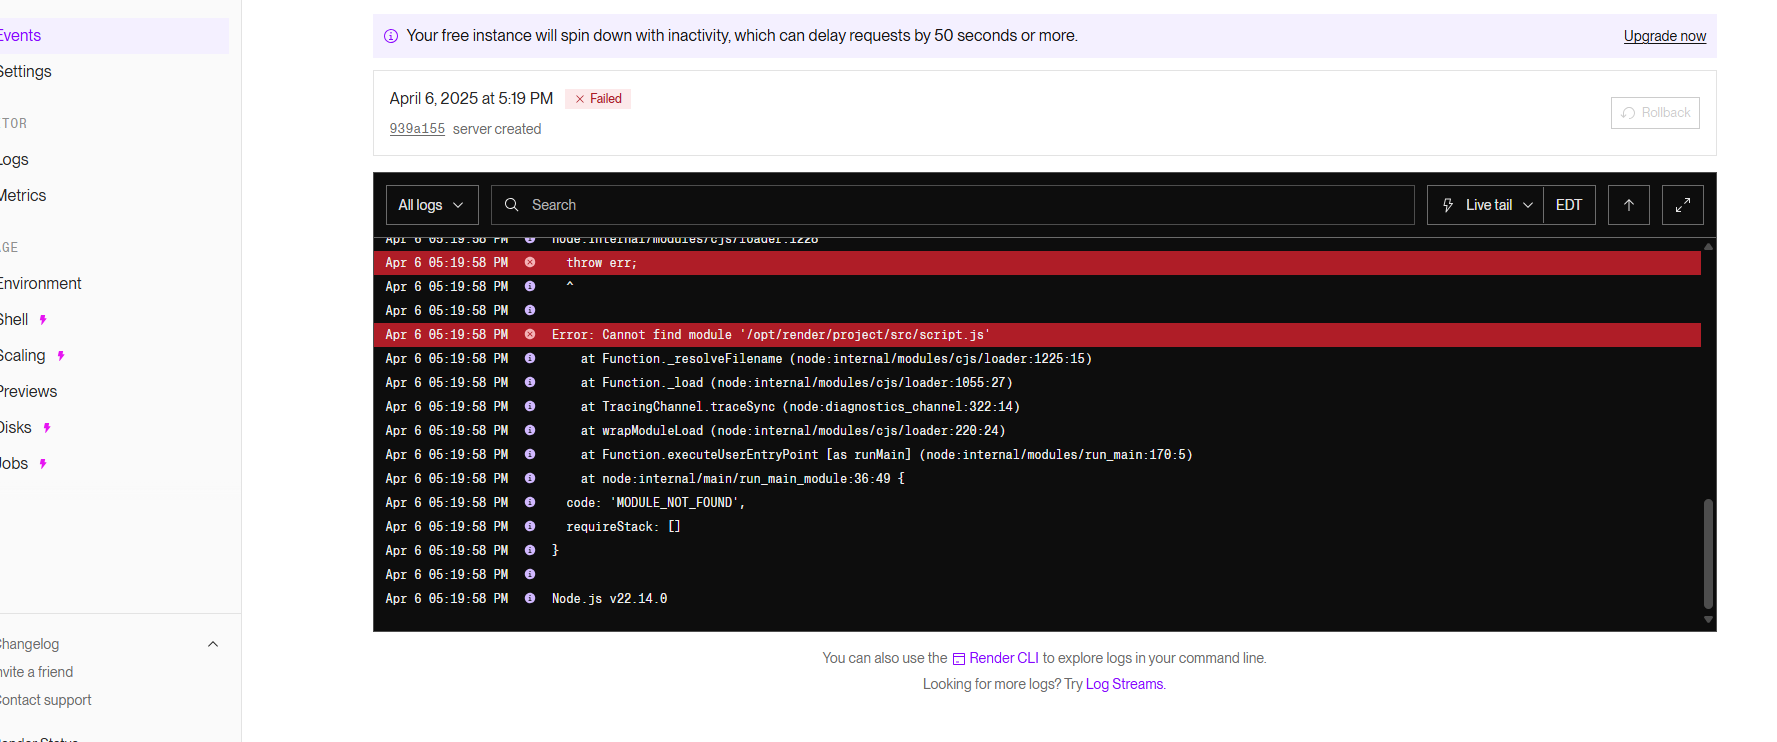 Events
Settings
TOR
Logs
Metrics
GE
Environment
Shell
Scaling
Previews
Disks
Jobs
Changelog
nvite a friend
Contact support
Render Status
Your free instance will spin down with inactivity, which can delay requests by 50 seconds or more.
Upgrade now
April 6, 2025 at 5:19 PM Failed
939a155 server created
Rollback
All logs Search Live tail EDT
Apr 6 05:19:58 PM node:internal/modules/cjs/loader:1228
Apr 6 05:19:58 PM throw err;
Apr 6 05:19:58 PM ^
Apr 6 05:19:58 PM
Apr 6 05:19:58 PM Error: Cannot find module '/opt/render/project/src/script.js'
Apr 6 05:19:58 PM at Function._resolveFilename (node:internal/modules/cjs/loader:1225:15)
Apr 6 05:19:58 PM at Function._load (node:internal/modules/cjs/loader:1055:27)
Apr 6 05:19:58 PM at TracingChannel.traceSync (node:diagnostics_channel:322:14)
Apr 6 05:19:58 PM at wrapModuleLoad (node:internal/modules/cjs/loader:220:24)
Apr 6 05:19:58 PM at Function.executeUserEntryPoint [as runMain] (node:internal/modules/run_main:170:5)
Apr 6 05:19:58 PM at node:internal/main/run_main_module:36:49 {
Apr 6 05:19:58 PM code: 'MODULE_NOT_FOUND',
Apr 6 05:19:58 PM requireStack: []
Apr 6 05:19:58 PM }
Apr 6 05:19:58 PM
Apr 6 05:19:58 PM Node.js v22.14.0
You can also use the Render CLI to explore logs in your command line.
Looking for more logs? Try Log Streams.